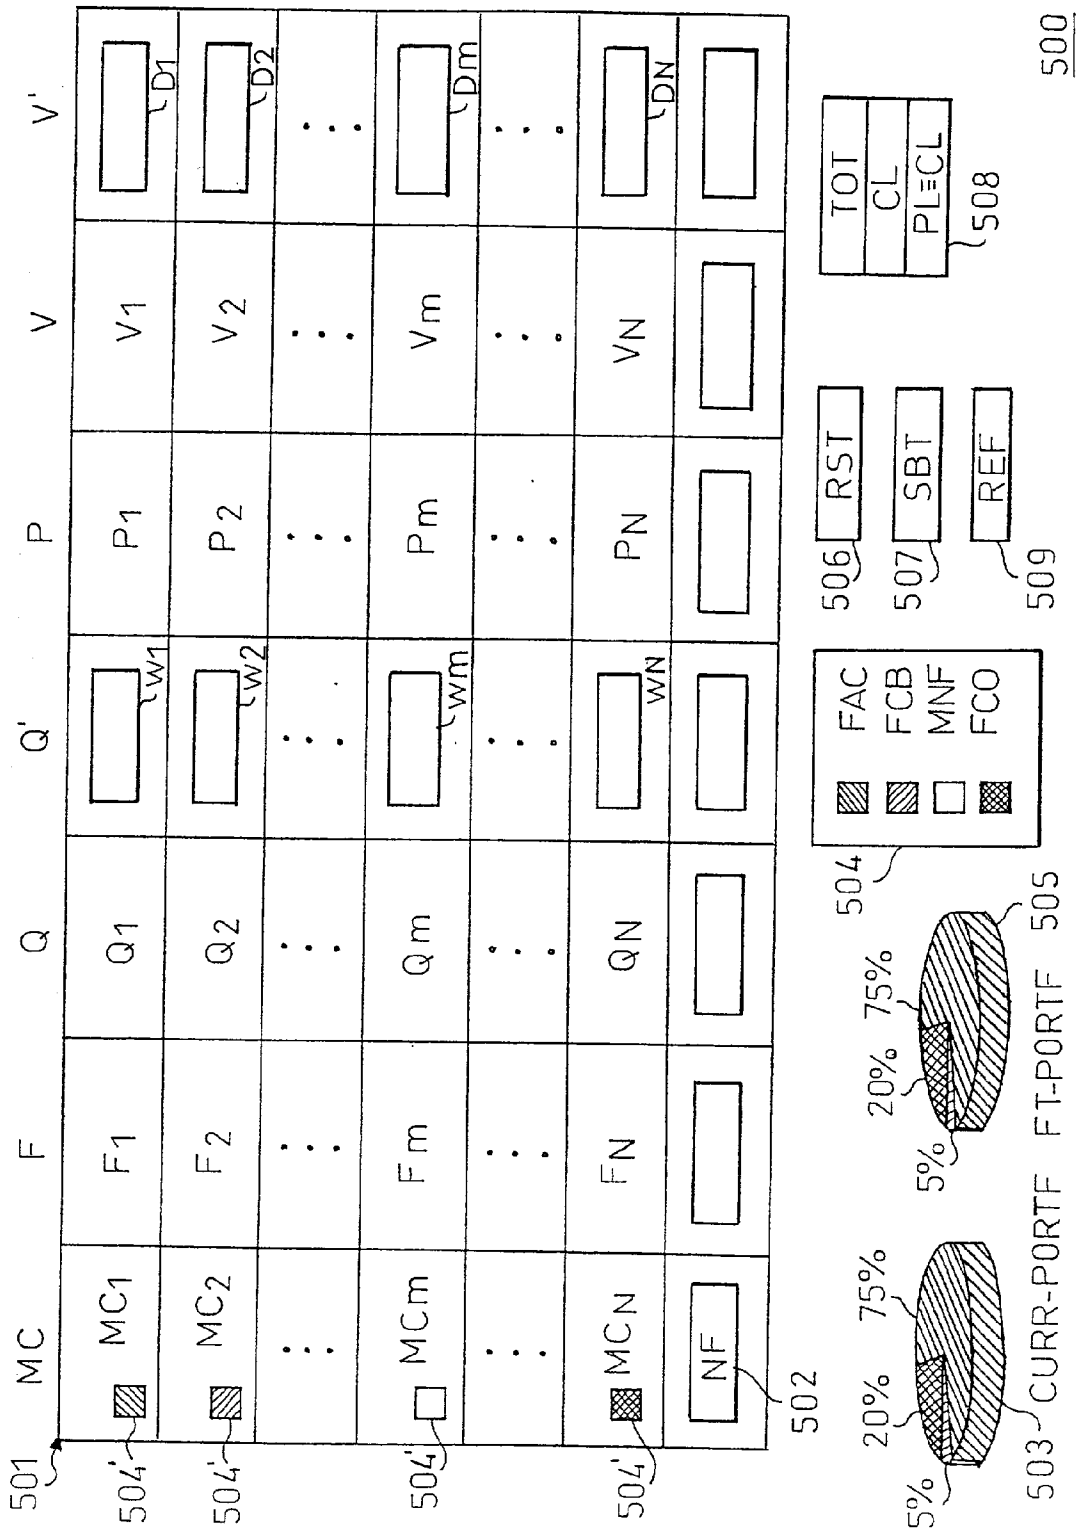 MC F Q Q' P V V'
501
504' MC1 F1 Q1 W1 P1 V1 D1
504' MC2 F2 Q2 W2 P2 V2 D2
504' MCm Fm Qm Wm Pm Vm Dm
504' MCN FN QN WN PN VN DN
NF
502
5% 20% 75%
503 CURR-PORTF
5% 20% 75%
FT-PORTF 505
504
FAC
FCB
MNF
FCO
506 RST
507 SBT
509 REF
TOT
CL
PL≡CL
508
500